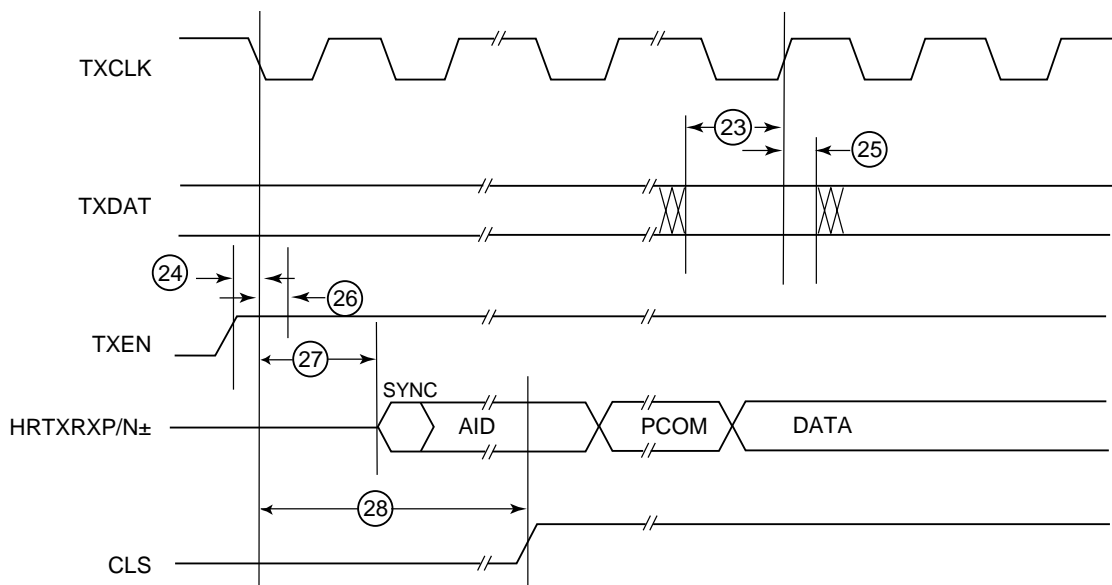 TXCLK
23
25
TXDAT
24
26
TXEN
27
SYNC
HRTXRXP/N±
AID
PCOM
DATA
28
CLS